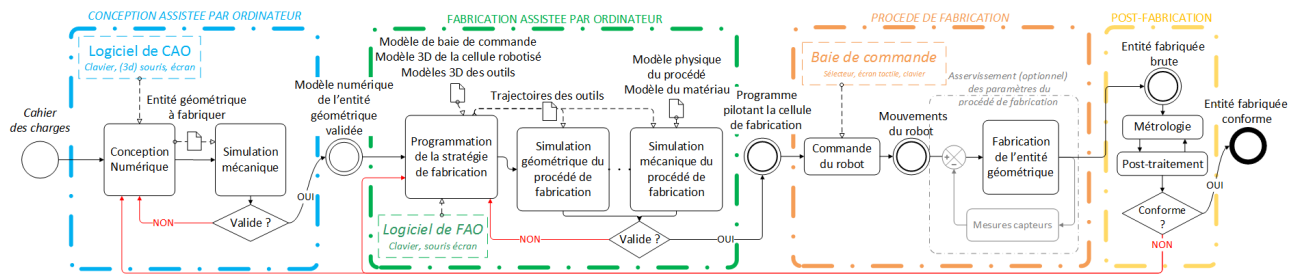 CONCEPTION ASSISTEE PAR ORDINATEUR
Logiciel de CAO
Clavier, (3d) souris, écran
Cahier
des charges
Entité géométrique
à fabriquer
Conception
Numérique
Simulation
mécanique
Valide ?
NON
OUI
Modèle numérique
de l'entité
géométrique
validée
FABRICATION ASSISTEE PAR ORDINATEUR
Modèle de baie de commande
Modèle 3D de la cellule robotisé
Modèles 3D des outils
Trajectoires des outils
Modèle physique
du procédé
Modèle du matériau
Programmation
de la stratégie
de fabrication
Simulation
géométrique du
procédé de
fabrication
. . .
Simulation
mécanique du
procédé de
fabrication
Logiciel de FAO
Clavier, souris écran
NON
Valide ?
OUI
Programme
pilotant la cellule
de fabrication
PROCEDE DE FABRICATION
Baie de commande
Sélecteur, écran tactile, clavier
Commande
du robot
Mouvements
du robot
Asservissement (optionnel)
des paramètres du
procédé de fabrication
+
−
Fabrication
de l'entité
géométrique
Mesures capteurs
POST-FABRICATION
Entité fabriquée
brute
Métrologie
Post-traitement
Conforme
?
OUI
NON
Entité fabriquée
conforme